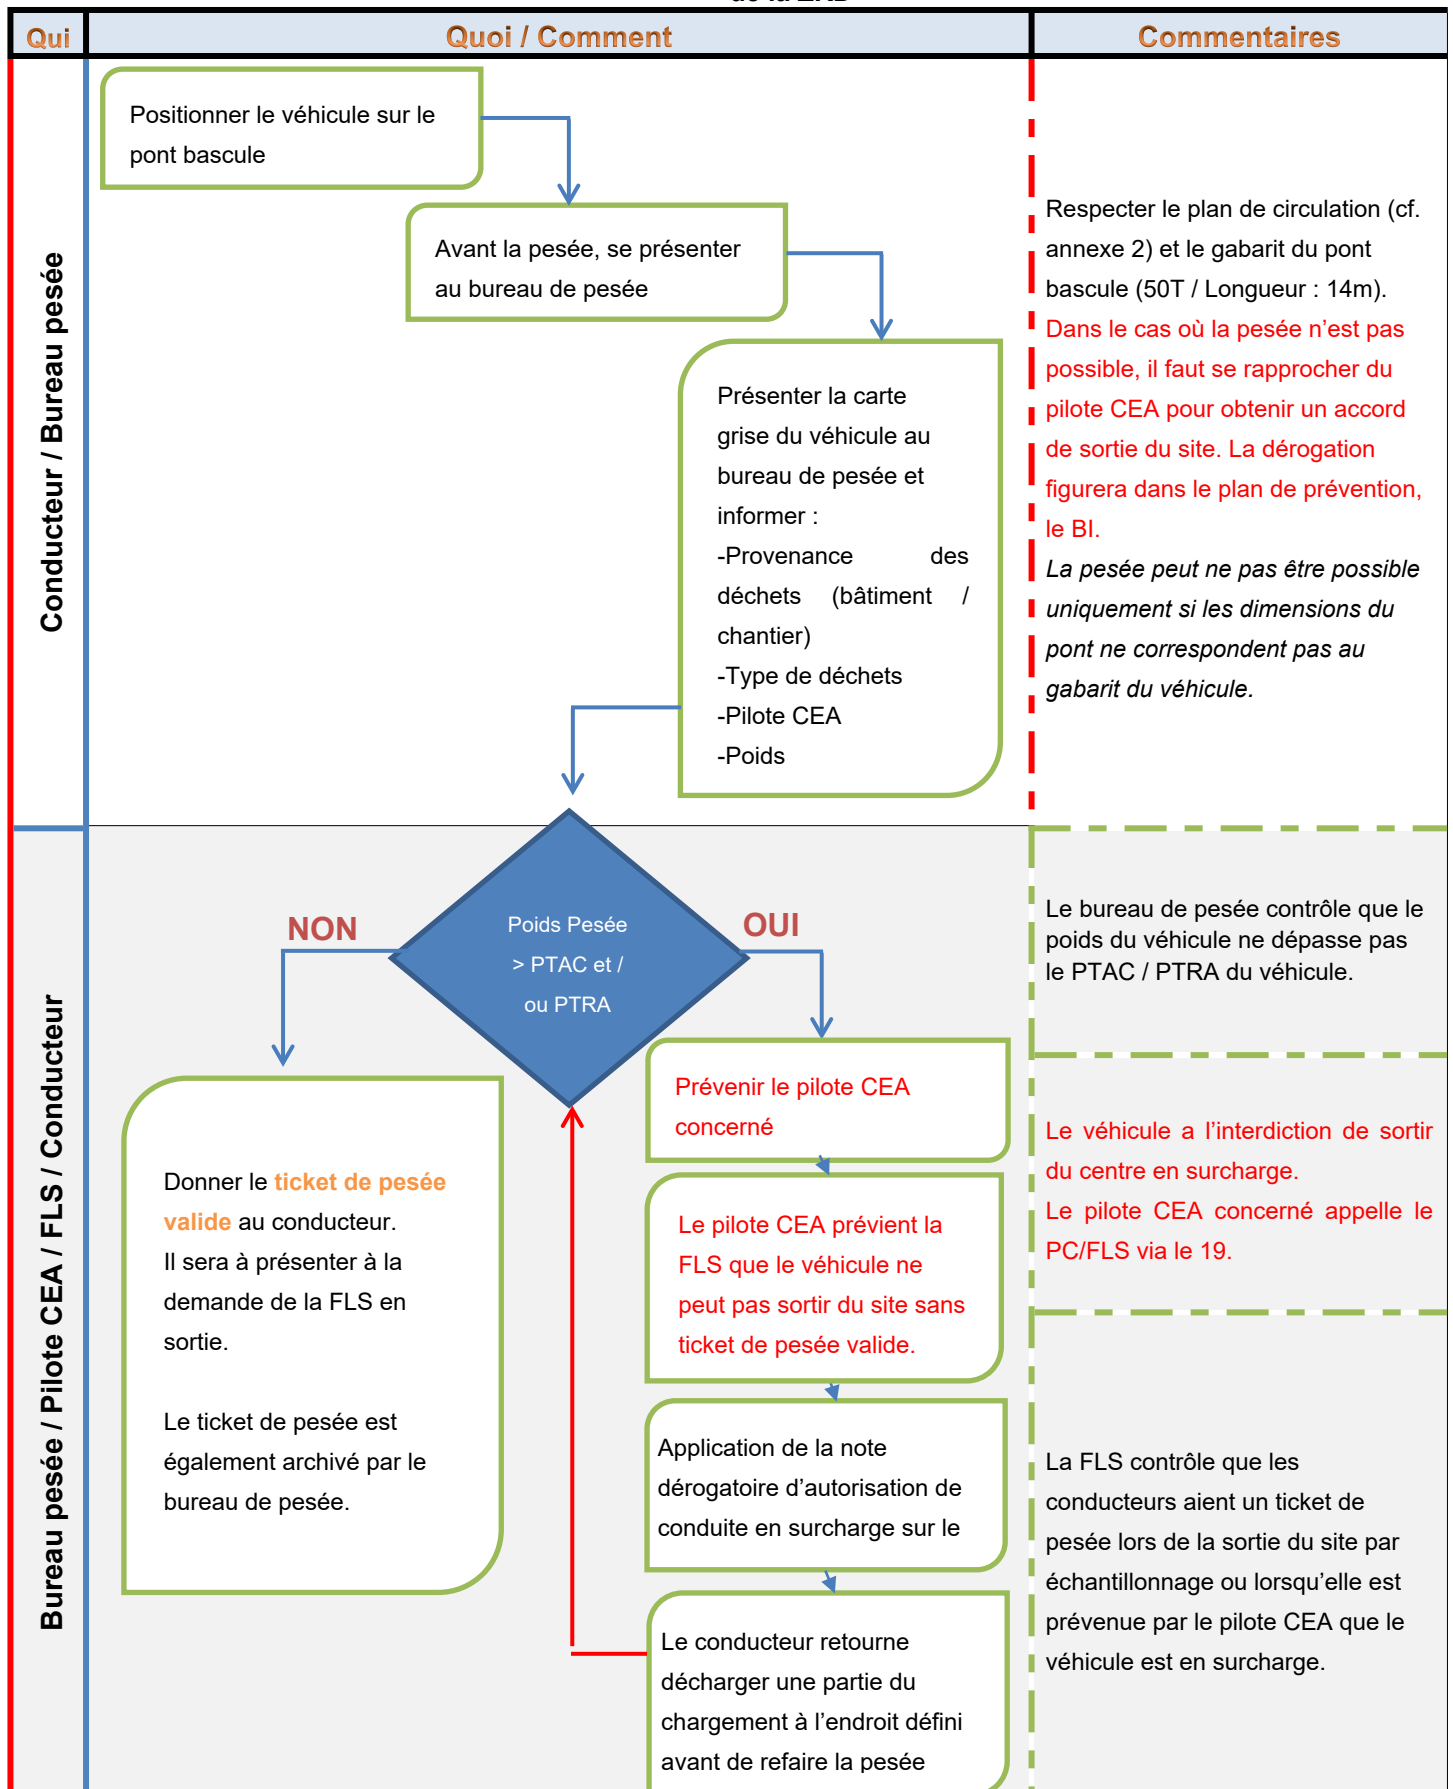 Qui
Quoi / Comment
Commentaires
Conducteur / Bureau pesée
Positionner le véhicule sur le
pont bascule
Avant la pesée, se présenter
au bureau de pesée
Présenter la carte
grise du véhicule au
bureau de pesée et
informer :
-Provenance des
déchets (bâtiment /
chantier)
-Type de déchets
-Pilote CEA
-Poids
Respecter le plan de circulation (cf.
annexe 2) et le gabarit du pont
bascule (50T / Longueur : 14m).
Dans le cas où la pesée n’est pas
possible, il faut se rapprocher du
pilote CEA pour obtenir un accord
de sortie du site. La dérogation
figurera dans le plan de prévention,
le BI.
La pesée peut ne pas être possible
uniquement si les dimensions du
pont ne correspondent pas au
gabarit du véhicule.
Bureau pesée / Pilote CEA / FLS / Conducteur
NON
Poids Pesée
> PTAC et /
ou PTRA
OUI
Donner le ticket de pesée
valide au conducteur.
Il sera à présenter à la
demande de la FLS en
sortie.
Le ticket de pesée est
également archivé par le
bureau de pesée.
Prévenir le pilote CEA
concerné
Le pilote CEA prévient la
FLS que le véhicule ne
peut pas sortir du site sans
ticket de pesée valide.
Application de la note
dérogatoire d’autorisation de
conduite en surcharge sur le
Le conducteur retourne
décharger une partie du
chargement à l’endroit défini
avant de refaire la pesée
Le bureau de pesée contrôle que le
poids du véhicule ne dépasse pas
le PTAC / PTRA du véhicule.
Le véhicule a l’interdiction de sortir
du centre en surcharge.
Le pilote CEA concerné appelle le
PC/FLS via le 19.
La FLS contrôle que les
conducteurs aient un ticket de
pesée lors de la sortie du site par
échantillonnage ou lorsqu’elle est
prévenue par le pilote CEA que le
véhicule est en surcharge.